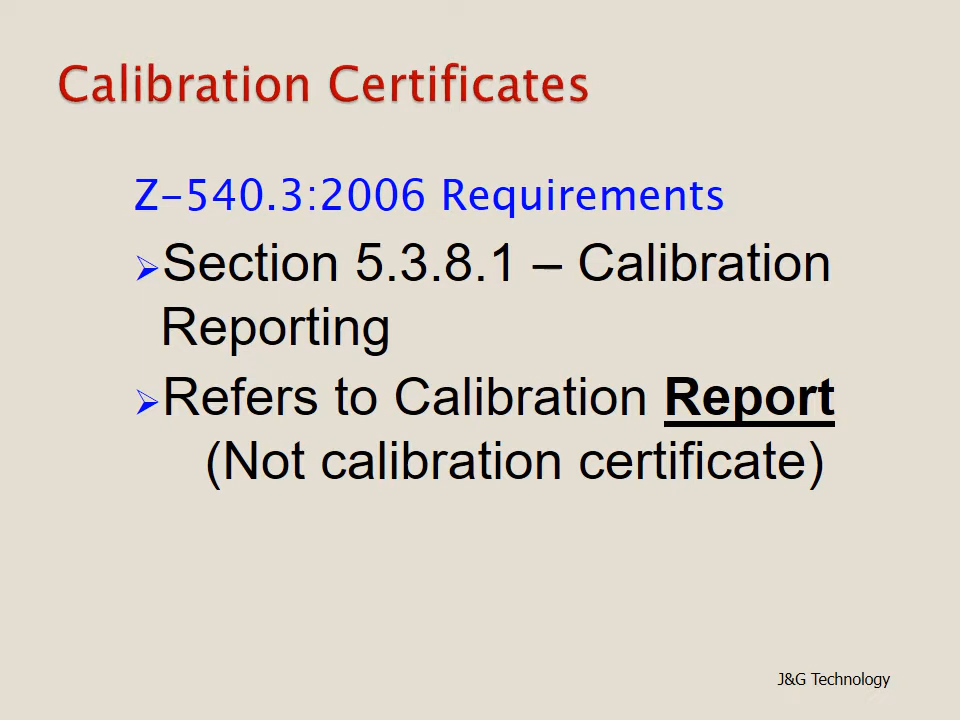 Calibration Certificates
Z-540.3:2006 Requirements
Section 5.3.8.1 – Calibration
Reporting
Refers to Calibration Report
(Not calibration certificate)
J&G Technology